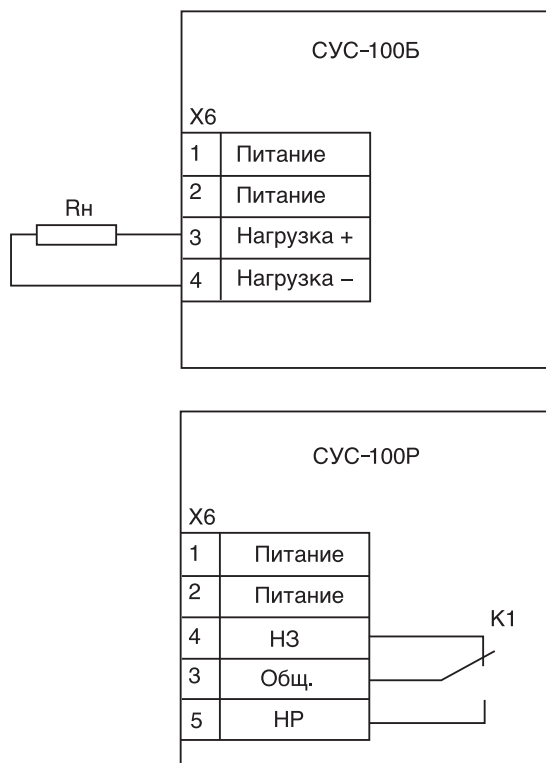 СУС-100Б
X6
1 Питание
2 Питание
Rн
3 Нагрузка +
4 Нагрузка –
СУС-100Р
X6
1 Питание
2 Питание
K1
4 НЗ
3 Общ.
5 НР